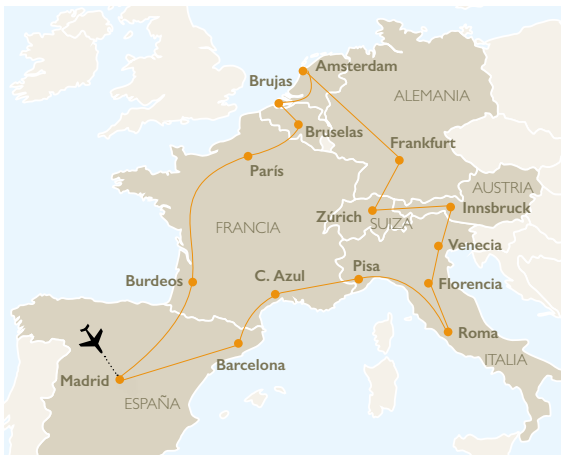 Amsterdam
Brujas
ALEMANIA
Bruselas
Frankfurt
París
AUSTRIA
Zúrich
Innsbruck
FRANCIA
SUIZA
Venecia
Burdeos
C. Azul
Pisa
Florencia
Roma
Barcelona
ITALIA
Madrid
ESPAÑA